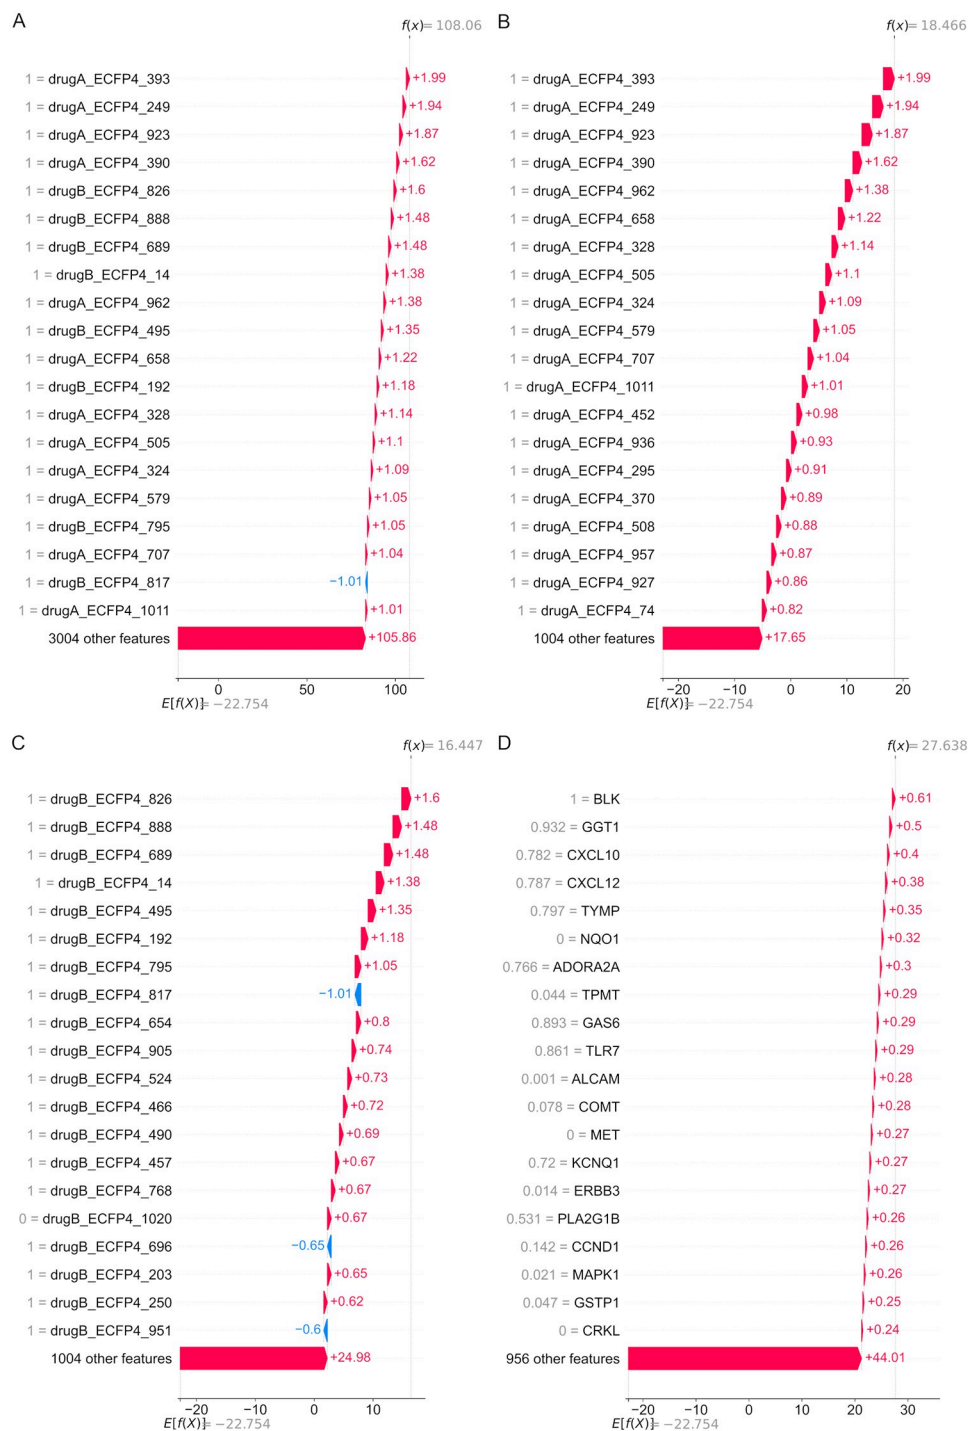 A
f(x)= 108.06
1 = drugA_ECFP4_393 +1.99
1 = drugA_ECFP4_249 +1.94
1 = drugA_ECFP4_923 +1.87
1 = drugA_ECFP4_390 +1.62
1 = drugB_ECFP4_826 +1.6
1 = drugB_ECFP4_888 +1.48
1 = drugB_ECFP4_689 +1.48
1 = drugB_ECFP4_14 +1.38
1 = drugA_ECFP4_962 +1.38
1 = drugB_ECFP4_495 +1.35
1 = drugA_ECFP4_658 +1.22
1 = drugB_ECFP4_192 +1.18
1 = drugA_ECFP4_328 +1.14
1 = drugA_ECFP4_505 +1.1
1 = drugA_ECFP4_324 +1.09
1 = drugA_ECFP4_579 +1.05
1 = drugB_ECFP4_795 +1.05
1 = drugA_ECFP4_707 +1.04
1 = drugB_ECFP4_817 −1.01
1 = drugA_ECFP4_1011 +1.01
3004 other features +105.86
0 50 100
E[f(X)]= −22.754
B
f(x)= 18.466
1 = drugA_ECFP4_393 +1.99
1 = drugA_ECFP4_249 +1.94
1 = drugA_ECFP4_923 +1.87
1 = drugA_ECFP4_390 +1.62
1 = drugA_ECFP4_962 +1.38
1 = drugA_ECFP4_658 +1.22
1 = drugA_ECFP4_328 +1.14
1 = drugA_ECFP4_505 +1.1
1 = drugA_ECFP4_324 +1.09
1 = drugA_ECFP4_579 +1.05
1 = drugA_ECFP4_707 +1.04
1 = drugA_ECFP4_1011 +1.01
1 = drugA_ECFP4_452 +0.98
1 = drugA_ECFP4_936 +0.93
1 = drugA_ECFP4_295 +0.91
1 = drugA_ECFP4_370 +0.89
1 = drugA_ECFP4_508 +0.88
1 = drugA_ECFP4_957 +0.87
1 = drugA_ECFP4_927 +0.86
1 = drugA_ECFP4_74 +0.82
1004 other features +17.65
−20 −10 0 10 20
E[f(X)]= −22.754
C
f(x)= 16.447
1 = drugB_ECFP4_826 +1.6
1 = drugB_ECFP4_888 +1.48
1 = drugB_ECFP4_689 +1.48
1 = drugB_ECFP4_14 +1.38
1 = drugB_ECFP4_495 +1.35
1 = drugB_ECFP4_192 +1.18
1 = drugB_ECFP4_795 +1.05
1 = drugB_ECFP4_817 −1.01
1 = drugB_ECFP4_654 +0.8
1 = drugB_ECFP4_905 +0.74
1 = drugB_ECFP4_524 +0.73
1 = drugB_ECFP4_466 +0.72
1 = drugB_ECFP4_490 +0.69
1 = drugB_ECFP4_457 +0.67
1 = drugB_ECFP4_768 +0.67
0 = drugB_ECFP4_1020 +0.67
1 = drugB_ECFP4_696 −0.65
1 = drugB_ECFP4_203 +0.65
1 = drugB_ECFP4_250 +0.62
1 = drugB_ECFP4_951 −0.6
1004 other features +24.98
−20 −10 0 10
E[f(X)]= −22.754
D
f(x)= 27.638
1 = BLK +0.61
0.932 = GGT1 +0.5
0.782 = CXCL10 +0.4
0.787 = CXCL12 +0.38
0.797 = TYMP +0.35
0 = NQO1 +0.32
0.766 = ADORA2A +0.3
0.044 = TPMT +0.29
0.893 = GAS6 +0.29
0.861 = TLR7 +0.29
0.001 = ALCAM +0.28
0.078 = COMT +0.28
0 = MET +0.27
0.72 = KCNQ1 +0.27
0.014 = ERBB3 +0.27
0.531 = PLA2G1B +0.26
0.142 = CCND1 +0.26
0.021 = MAPK1 +0.26
0.047 = GSTP1 +0.25
0 = CRKL +0.24
956 other features +44.01
−20 −10 0 10 20 30
E[f(X)]= −22.754